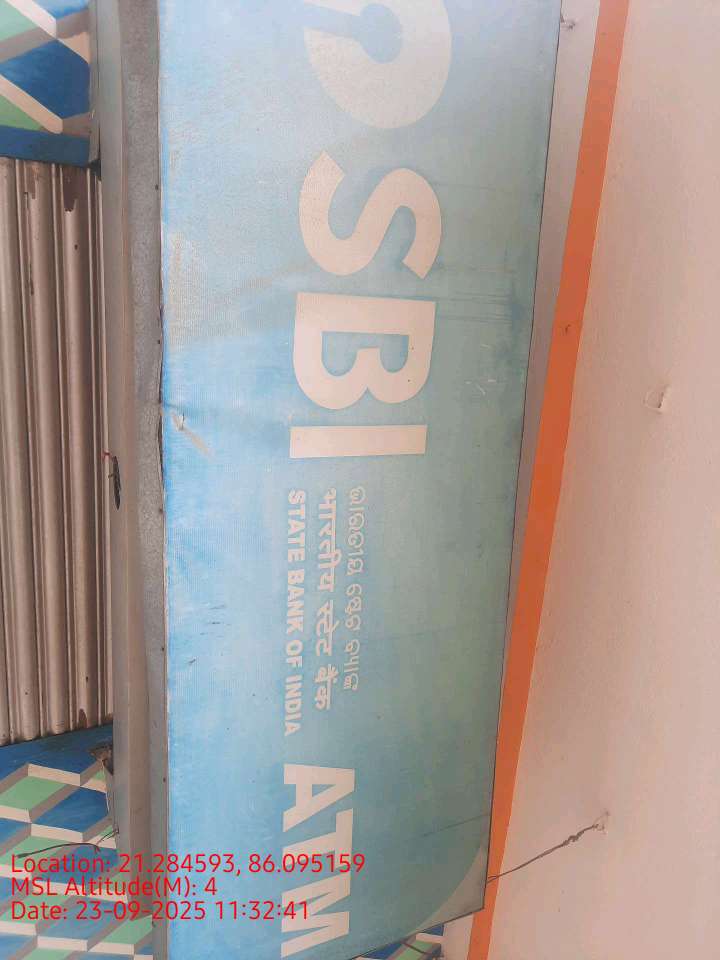 SBI
ଭାରତୀୟ ଷ୍ଟେଟ ବ୍ୟାଙ୍କ
भारतीय स्टेट बैंक
STATE BANK OF INDIA
ATM
Location: 21.284593, 86.095159
MSL Altitude(M): 4
Date: 23-09-2025 11:32:41